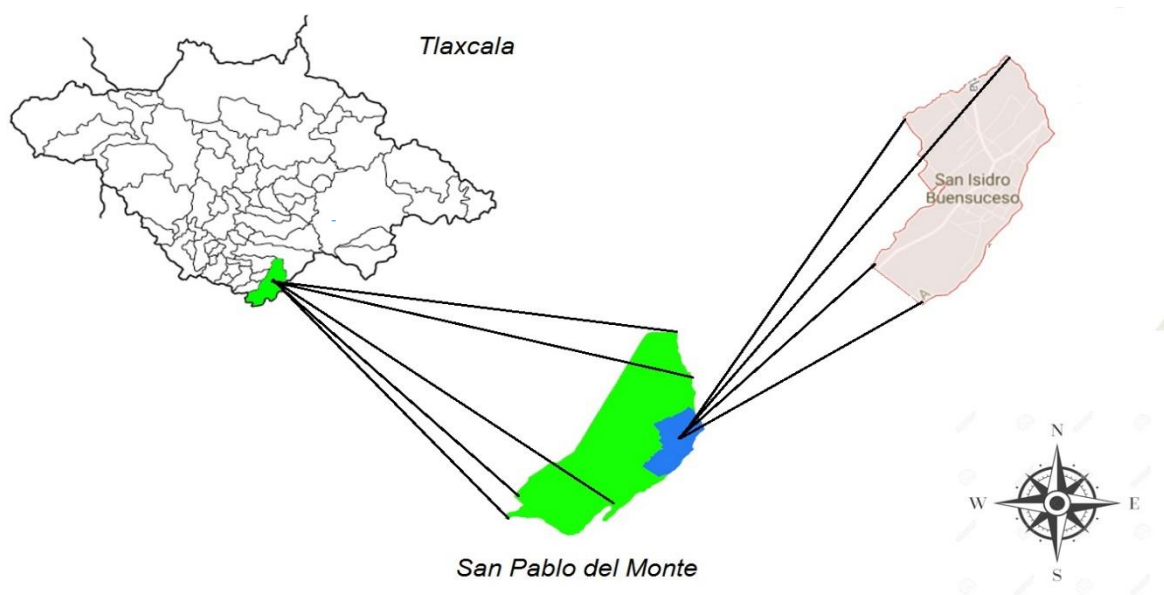 Tlaxcala
San Isidro
Buensuceso
N
W
E
S
San Pablo del Monte